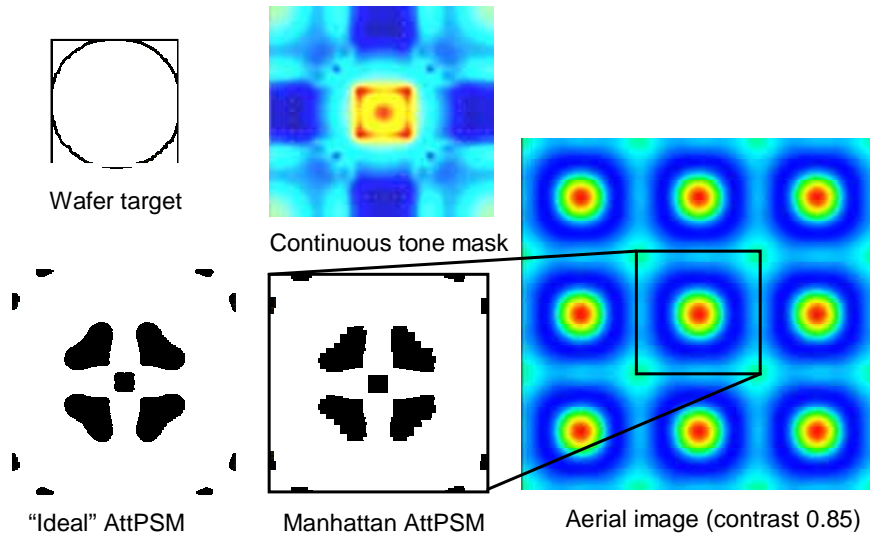 Wafer target
Continuous tone mask
“Ideal” AttPSM
Manhattan AttPSM
Aerial image (contrast 0.85)